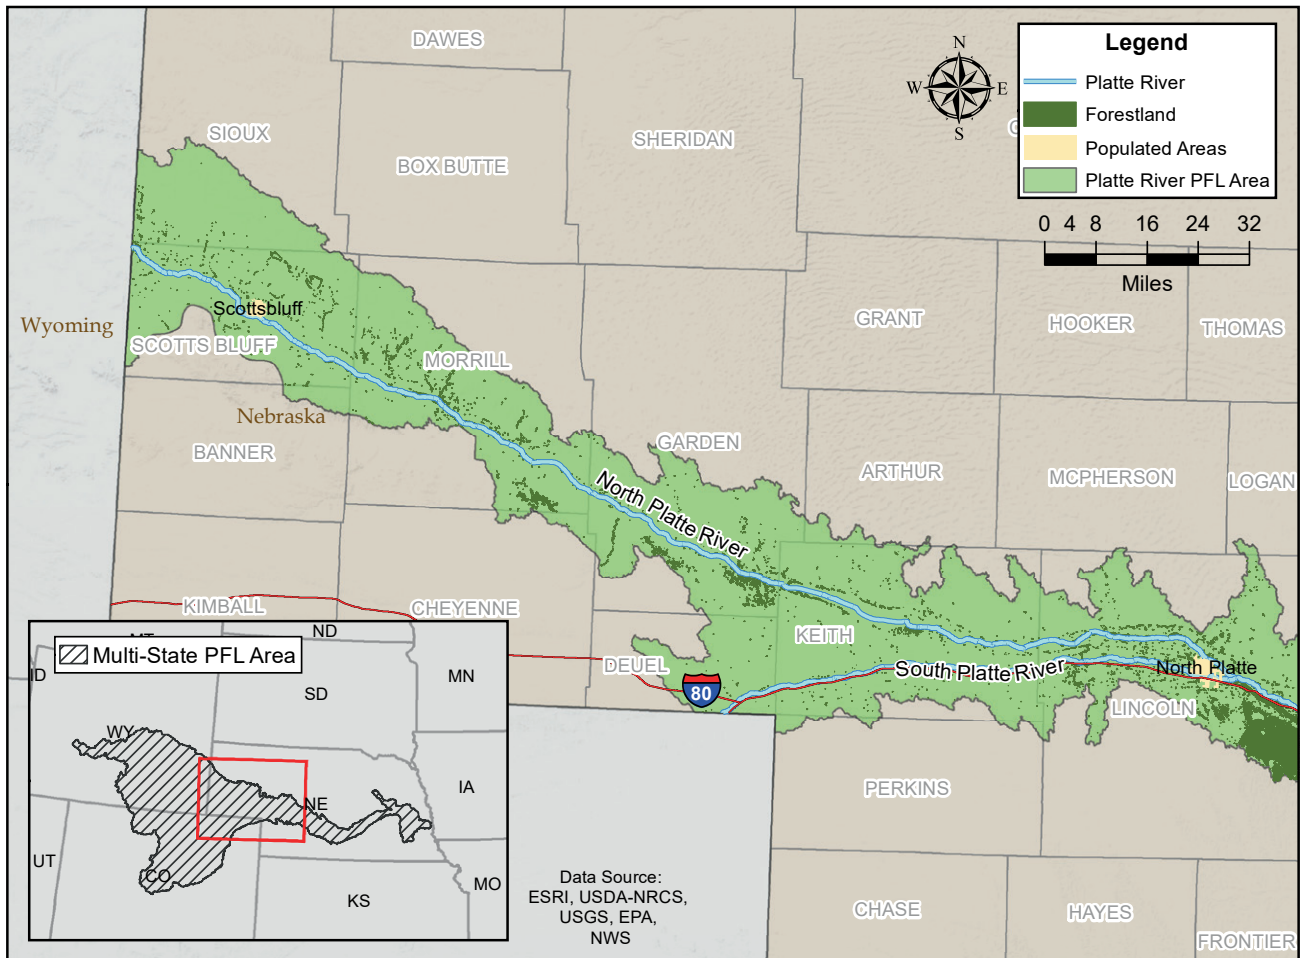 DAWES
N
W E
S
Legend
Platte River
Forestland
Populated Areas
Platte River PFL Area
0 4 8 16 24 32
Miles
SIOUX
BOX BUTTE
SHERIDAN
GRANT
HOOKER
THOMAS
Scottsbluff
Wyoming
SCOTTS BLUFF
MORRILL
Nebraska
BANNER
GARDEN
ARTHUR
MCPHERSON
LOGAN
North Platte River
KIMBALL
CHEYENNE
KEITH
DEUEL
80
South Platte River
North Platte
LINCOLN
PERKINS
CHASE
HAYES
FRONTIER
Multi-State PFL Area
ND
MT
ID
SD
MN
WY
IA
NE
UT
CO
KS
MO
Data Source:
ESRI, USDA-NRCS,
USGS, EPA,
NWS